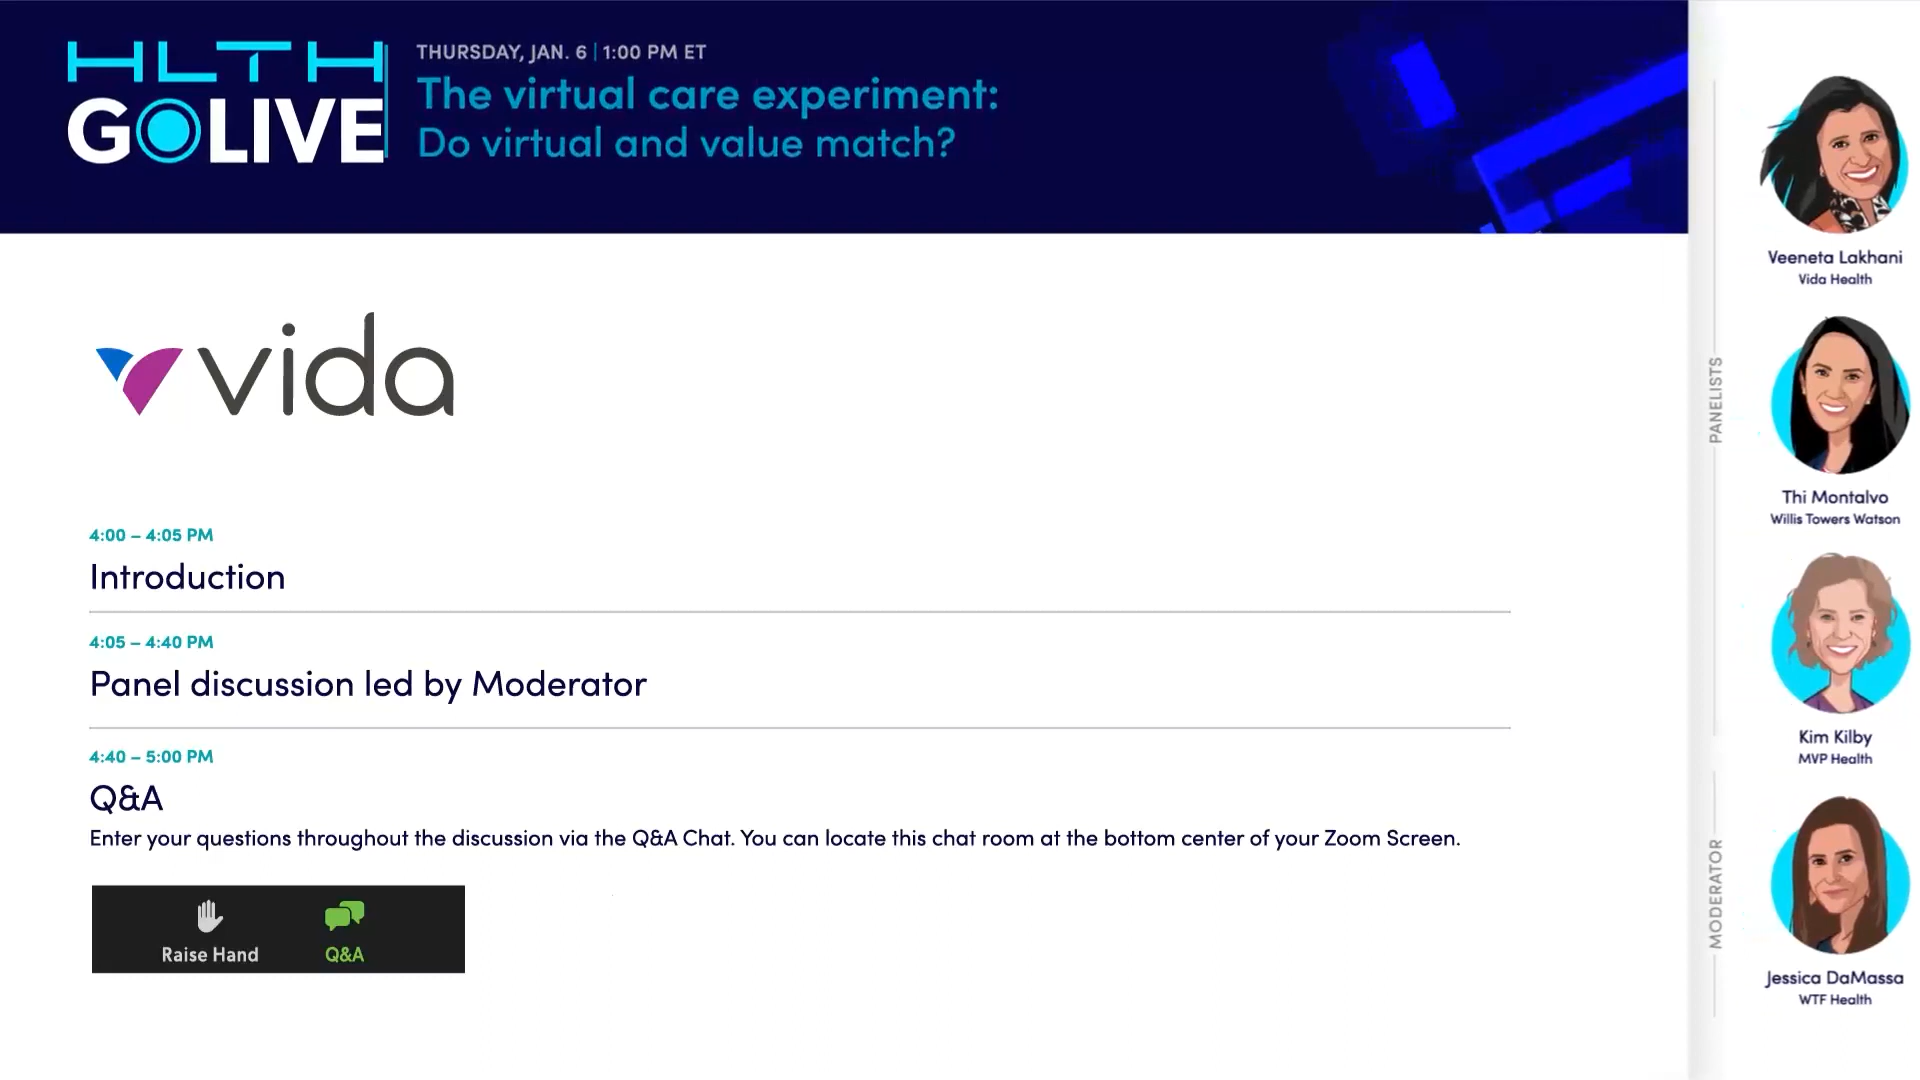 HLTH
GOLIVE
THURSDAY, JAN. 6 | 1:00 PM ET
The virtual care experiment:
Do virtual and value match?
vida
4:00 – 4:05 PM
Introduction
4:05 – 4:40 PM
Panel discussion led by Moderator
4:40 – 5:00 PM
Q&A
Enter your questions throughout the discussion via the Q&A Chat. You can locate this chat room at the bottom center of your Zoom Screen.
Raise Hand
Q&A
PANELISTS
Veeneta Lakhani
Vida Health
Thi Montalvo
Willis Towers Watson
Kim Kilby
MVP Health
MODERATOR
Jessica DaMassa
WTF Health